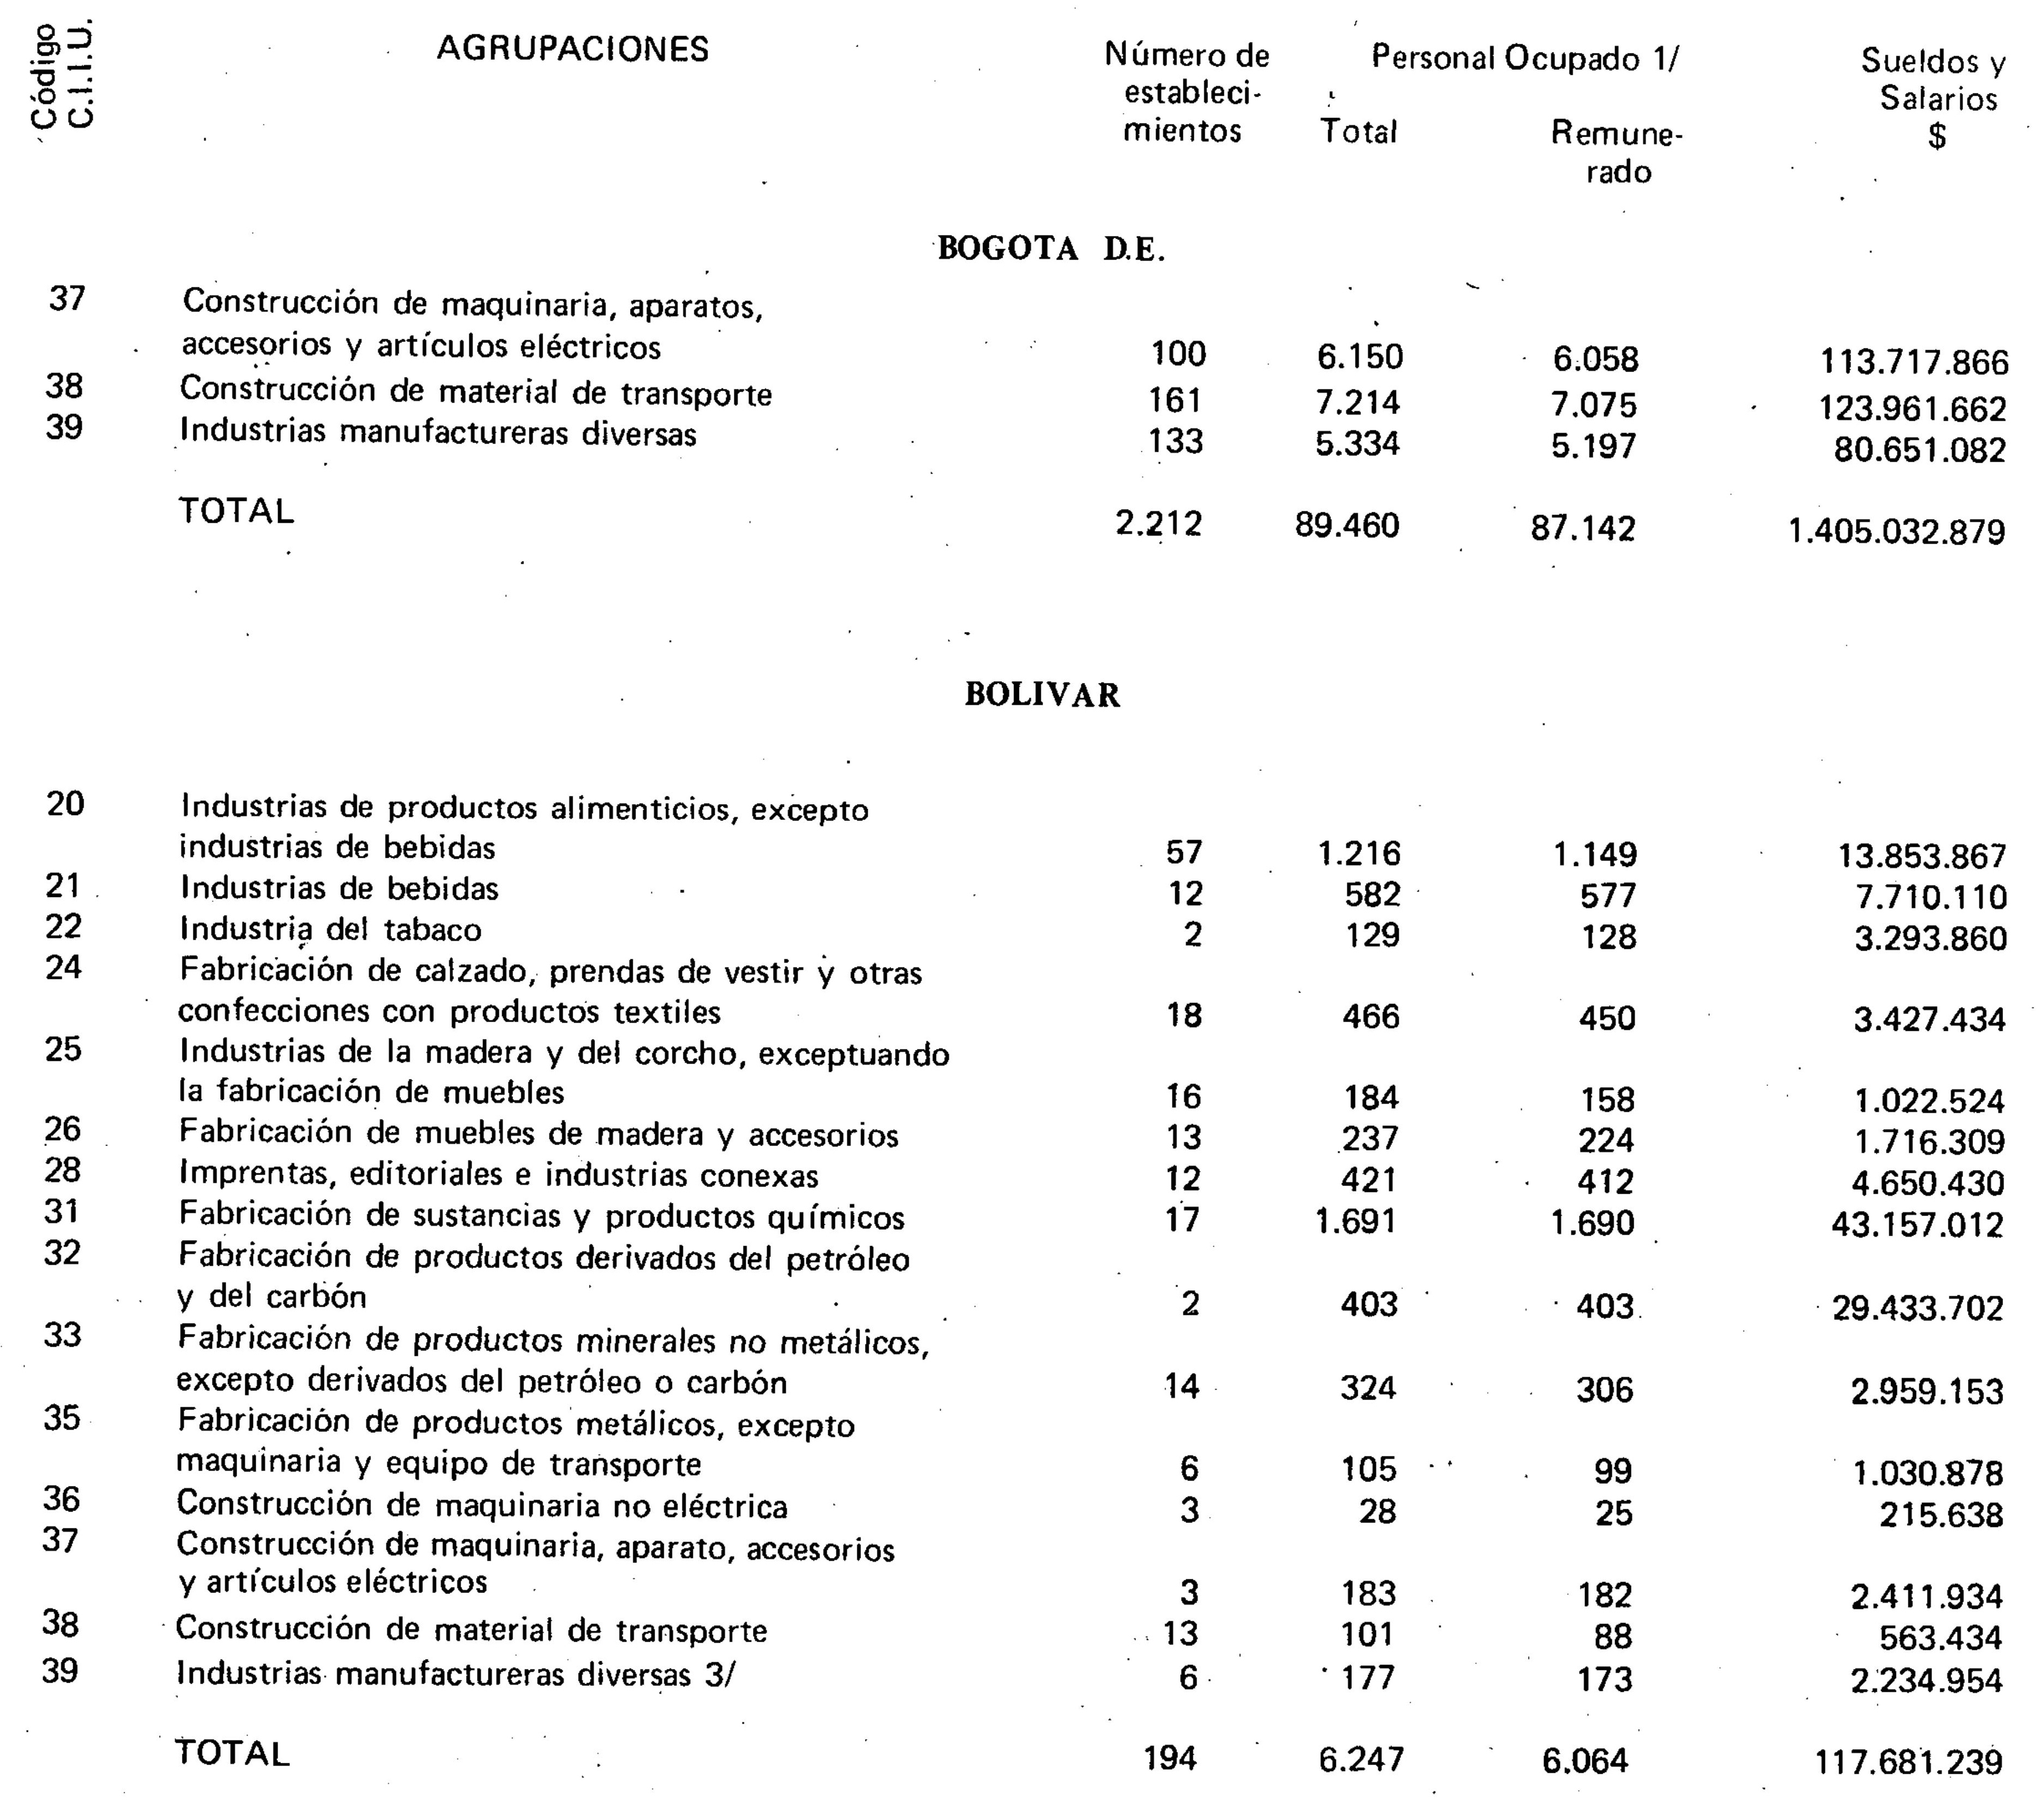 Código C.I.I.U. AGRUPACIONES Número de estableci- mientos Personal Ocupado 1/ Total Remune- rado Sueldos y Salarios $
BOGOTA D.E.
37 Construcción de maquinaria, aparatos,
accesorios y artículos eléctricos 100 6.150 6.058 113.717.866
38 Construcción de material de transporte 161 7.214 7.075 123.961.662
39 Industrias manufactureras diversas 133 5.334 5.197 80.651.082
TOTAL 2.212 89.460 87.142 1.405.032.879
BOLIVAR
20 Industrias de productos alimenticios, excepto
industrias de bebidas 57 1.216 1.149 13.853.867
21 Industrias de bebidas 12 582 577 7.710.110
22 Industria del tabaco 2 129 128 3.293.860
24 Fabricación de calzado, prendas de vestir y otras
confecciones con productos textiles 18 466 450 3.427.434
25 Industrias de la madera y del corcho, exceptuando
la fabricación de muebles 16 184 158 1.022.524
26 Fabricación de muebles de madera y accesorios 13 237 224 1.716.309
28 Imprentas, editoriales e industrias conexas 12 421 412 4.650.430
31 Fabricación de sustancias y productos químicos 17 1.691 1.690 43.157.012
32 Fabricación de productos derivados del petróleo
y del carbón 2 403 403 29.433.702
33 Fabricación de productos minerales no metálicos,
excepto derivados del petróleo o carbón 14 324 306 2.959.153
35 Fabricación de productos metálicos, excepto
maquinaria y equipo de transporte 6 105 99 1.030.878
36 Construcción de maquinaria no eléctrica 3 28 25 215.638
37 Construcción de maquinaria, aparato, accesorios
y artículos eléctricos 3 183 182 2.411.934
38 Construcción de material de transporte 13 101 88 563.434
39 Industrias manufactureras diversas 3/ 6 177 173 2.234.954
TOTAL 194 6.247 6.064 117.681.239